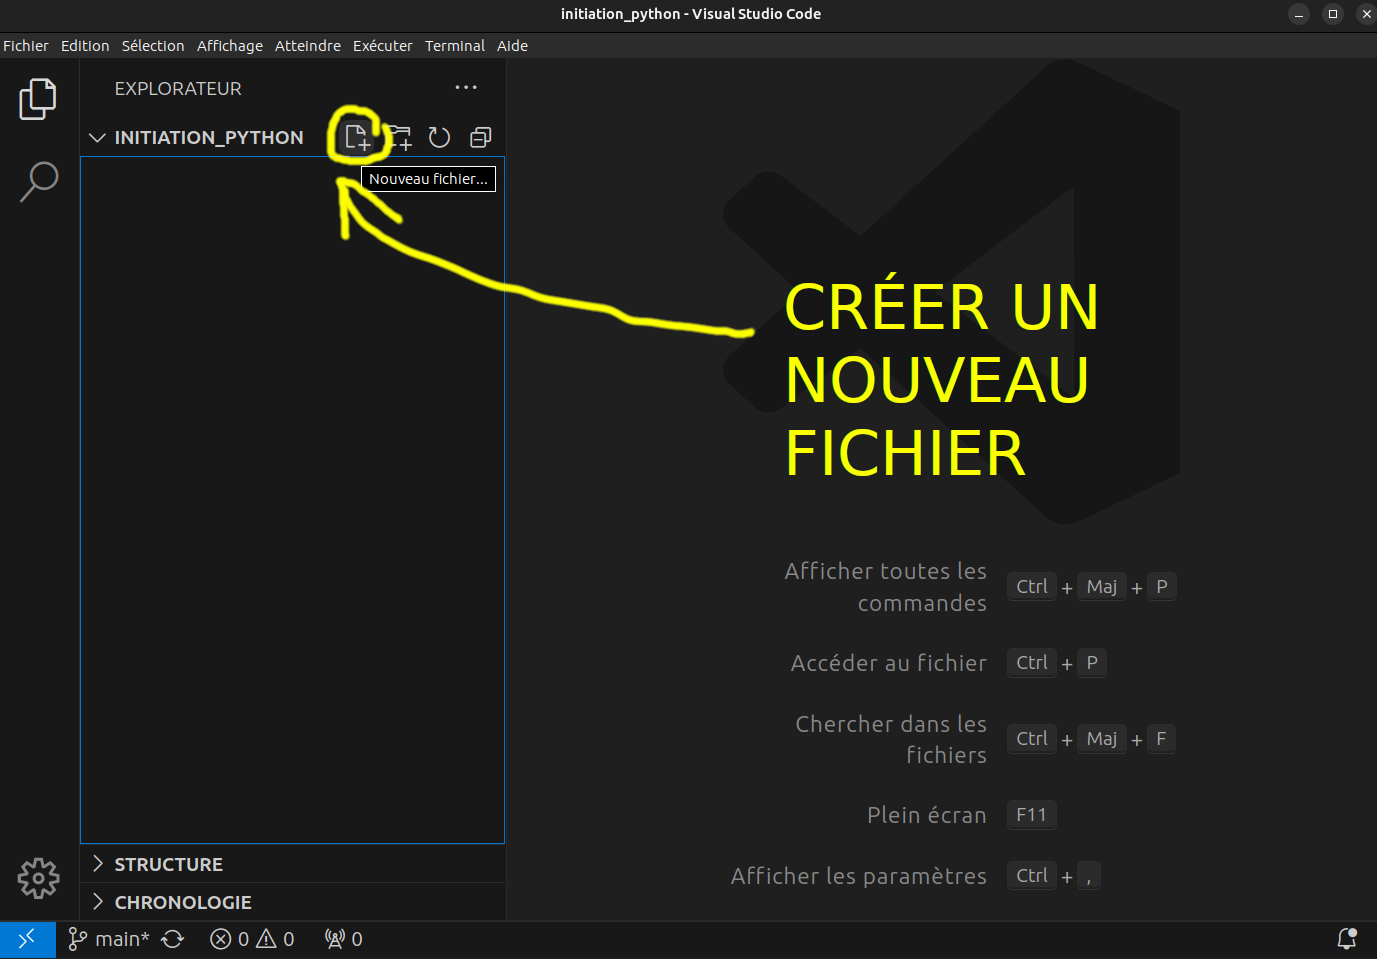 initiation_python - Visual Studio Code
Fichier Edition Sélection Affichage Atteindre Exécuter Terminal Aide
EXPLORATEUR
INITIATION_PYTHON
Nouveau fichier...
CRÉER UN
NOUVEAU
FICHIER
Afficher toutes les
commandes
Ctrl + Maj + P
Accéder au fichier Ctrl + P
Chercher dans les
fichiers
Ctrl + Maj + F
Plein écran F11
Afficher les paramètres Ctrl + ,
STRUCTURE
CHRONOLOGIE
main* 0 0 0